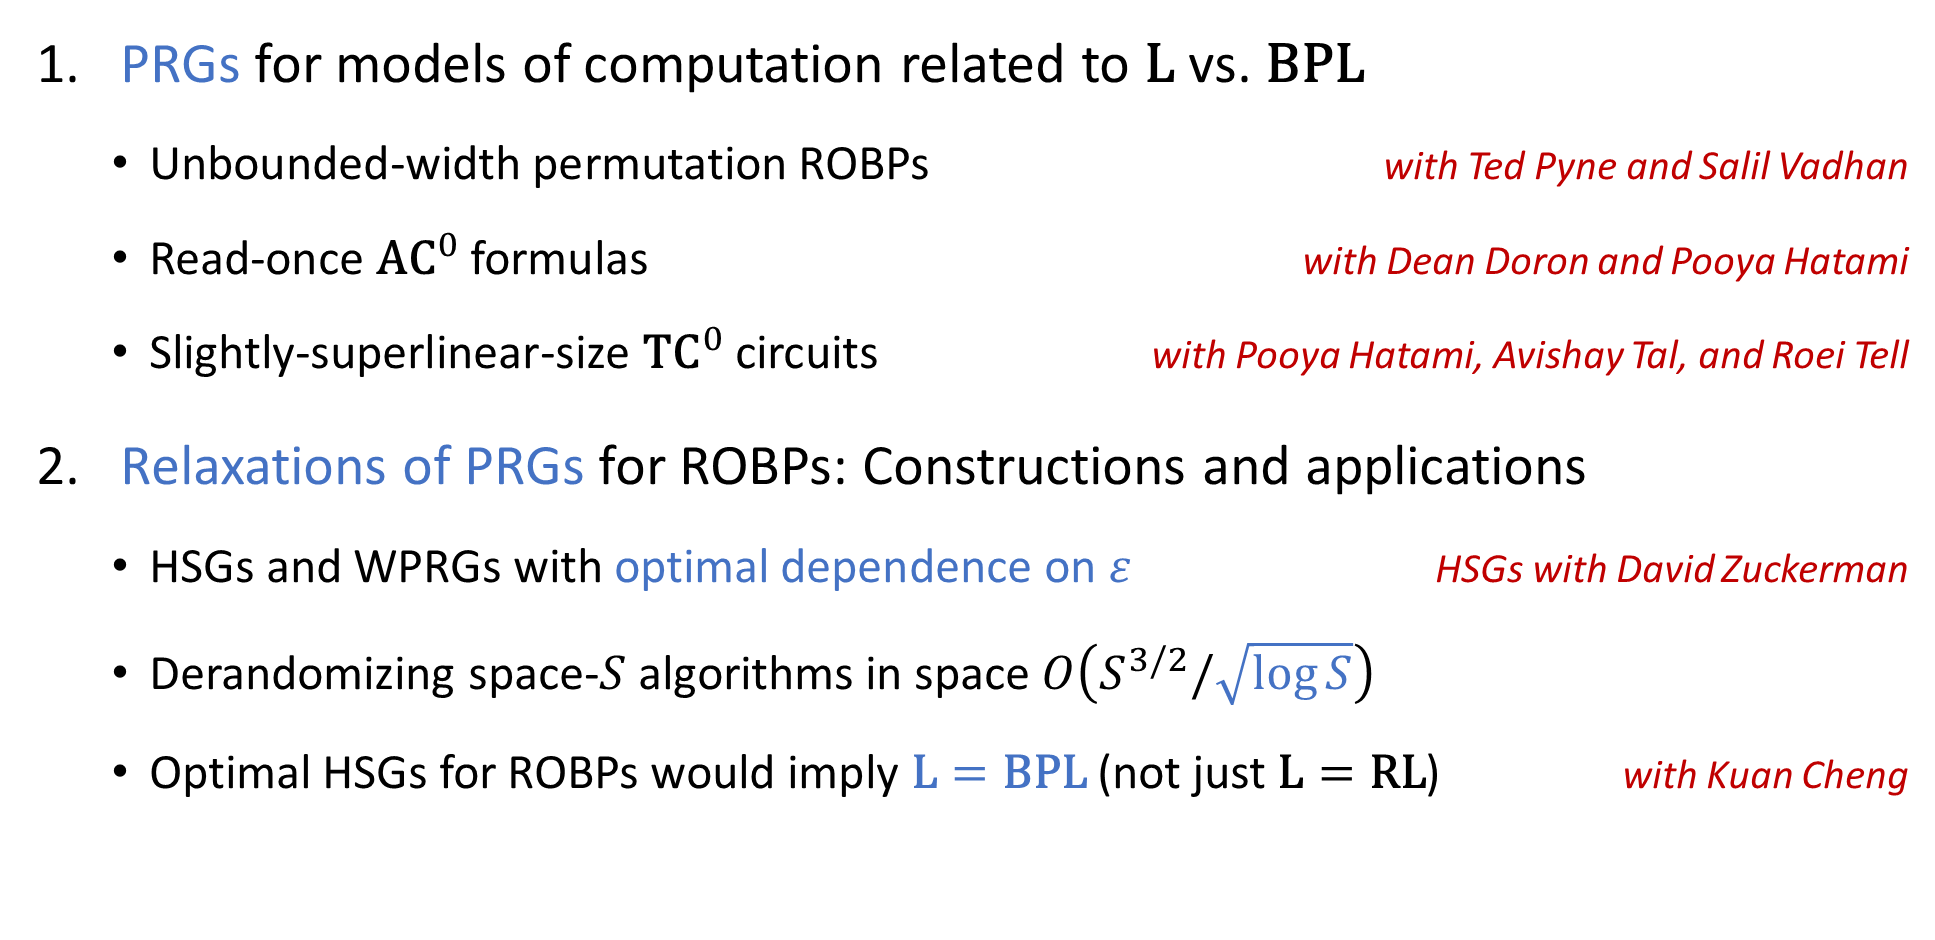 1. PRGs for models of computation related to L vs. BPL
• Unbounded-width permutation ROBPs with Ted Pyne and Salil Vadhan
• Read-once AC⁰ formulas with Dean Doron and Pooya Hatami
• Slightly-superlinear-size TC⁰ circuits with Pooya Hatami, Avishay Tal, and Roei Tell
2. Relaxations of PRGs for ROBPs: Constructions and applications
• HSGs and WPRGs with optimal dependence on ε HSGs with David Zuckerman
• Derandomizing space-S algorithms in space O(S^{3/2}/√(log S))
• Optimal HSGs for ROBPs would imply L = BPL (not just L = RL) with Kuan Cheng